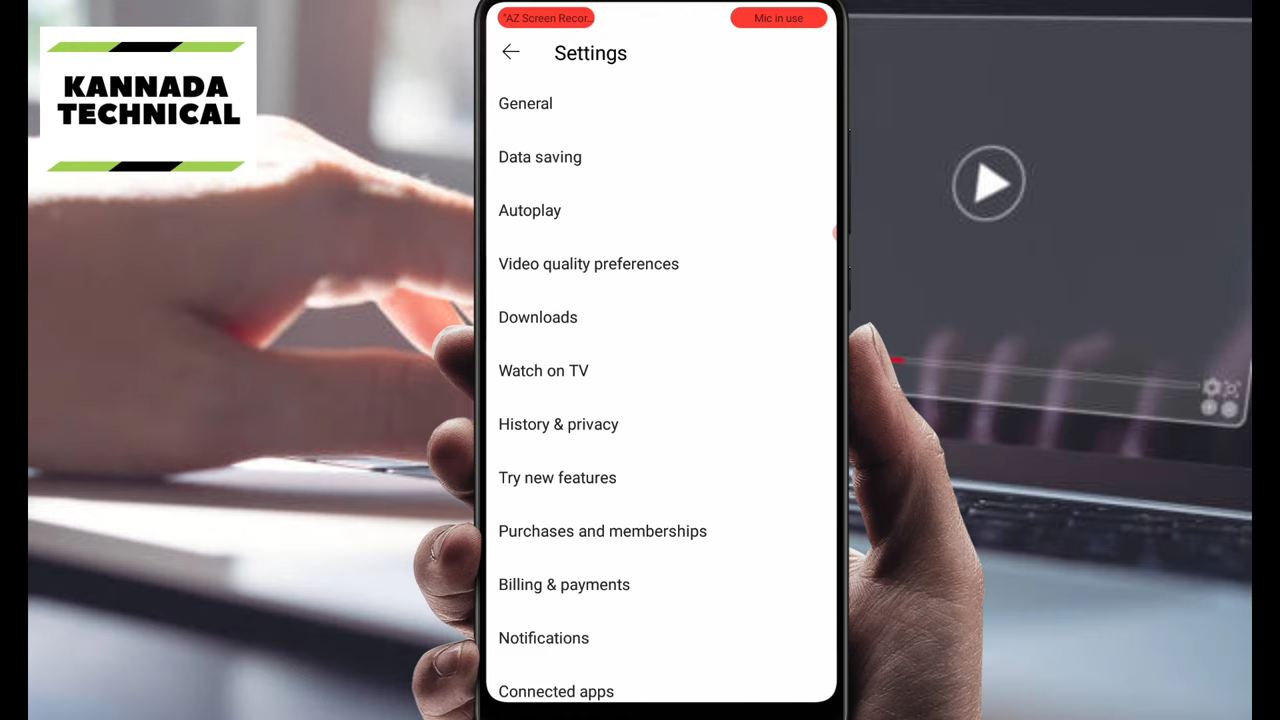 KANNADA
TECHNICAL
"AZ Screen Recor..
Mic in use
Settings
General
Data saving
Autoplay
Video quality preferences
Downloads
Watch on TV
History & privacy
Try new features
Purchases and memberships
Billing & payments
Notifications
Connected apps